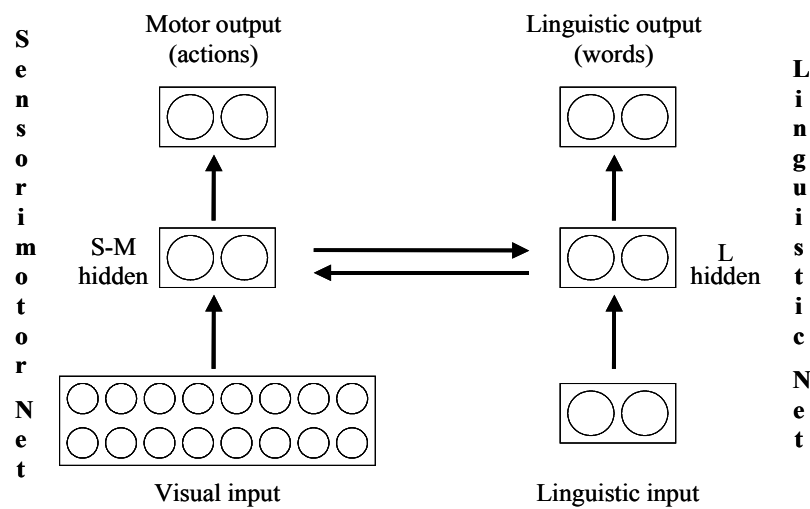 Sensorimotor Net
Motor output
(actions)
S-M
hidden
Visual input
Linguistic output
(words)
L
hidden
Linguistic input
Linguistic Net